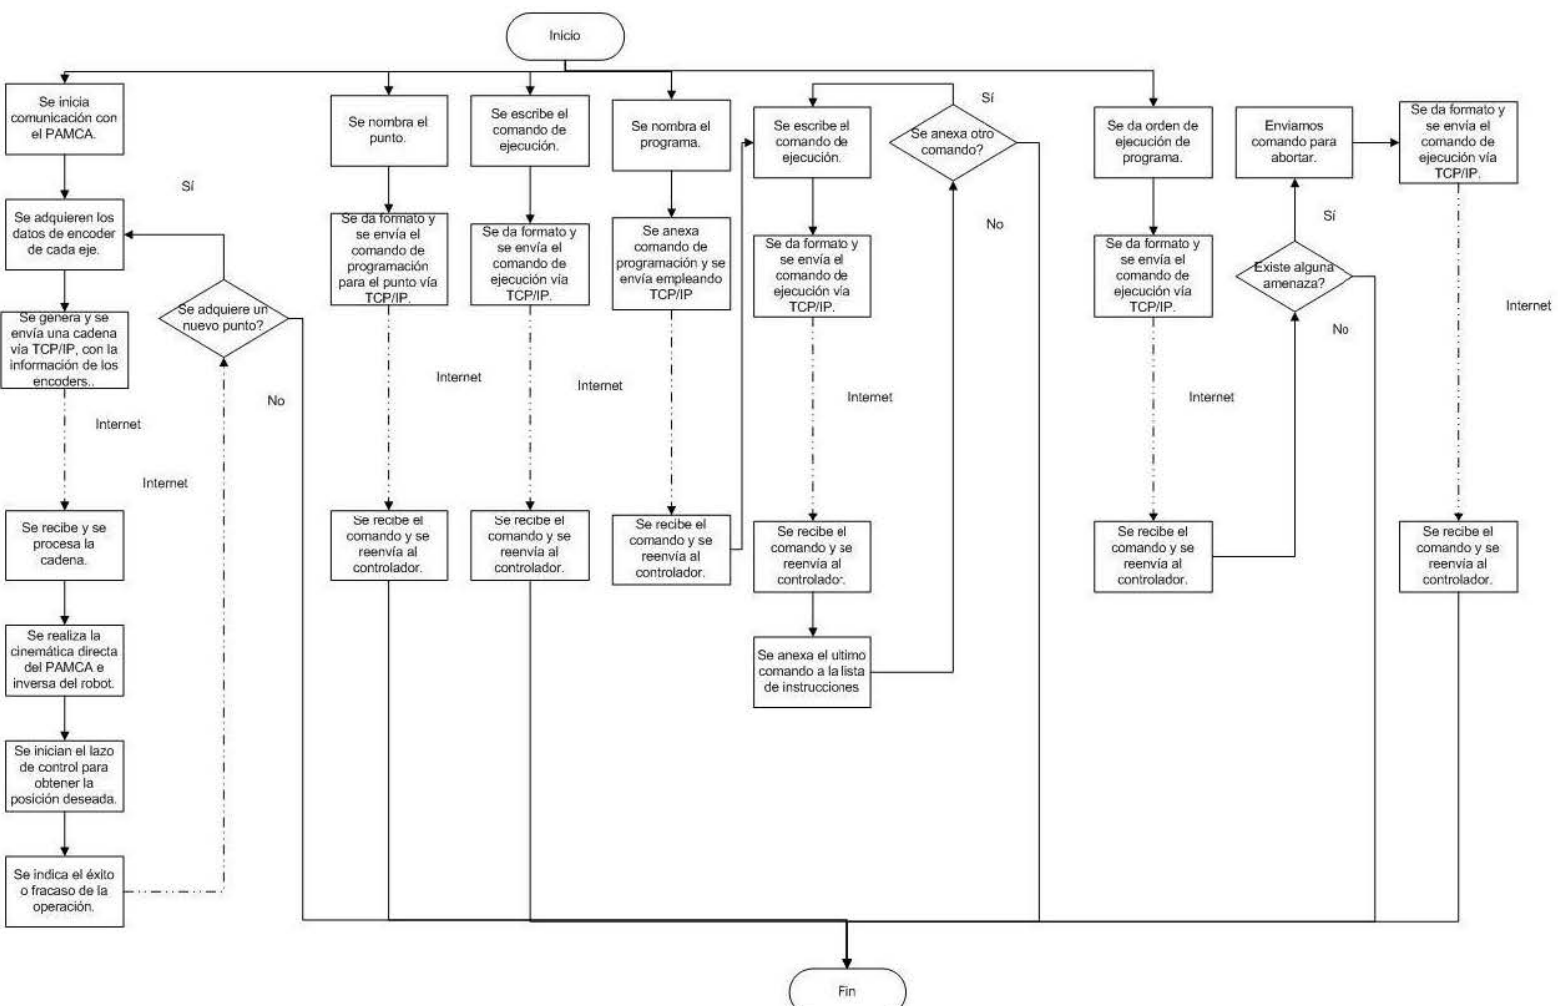 Inicio
Se inicia
comunicación con
el PAMCA.
Se adquieren los
datos de encoder
de cada eje.
Sí
Se genera y se
envía una cadena
vía TCP/IP, con la
información de los
encoders..
Se adquiere un
nuevo punto?
No
Internet
Internet
Se recibe y se
procesa la
cadena.
Se realiza la
cinemática directa
del PAMCA e
inversa del robot.
Se inician el lazo
de control para
obtener la
posición deseada.
Se indica el éxito
o fracaso de la
operación.
Se nombra el
punto.
Se da formato y
se envía el
comando de
programación
para el punto vía
TCP/IP.
Internet
Se recibe el
comando y se
reenvía al
controlador.
Se escribe el
comando de
ejecución.
Se da formato y
se envía el
comando de
ejecución vía
TCP/IP.
Internet
Se recibe el
comando y se
reenvía al
controlador.
Se nombra el
programa.
Se anexa
comando de
programación y se
envía empleando
TCP/IP
Se recibe el
comando y se
reenvía al
controlador.
Se escribe el
comando de
ejecución.
Se da formato y
se envía el
comando de
ejecución vía
TCP/IP.
Internet
Se recibe el
comando y se
reenvía al
controlador.
Se anexa el ultimo
comando a la lista
de instrucciones
Sí
Se anexa otro
comando?
No
Se da orden de
ejecución de
programa.
Se da formato y
se envía el
comando de
ejecución vía
TCP/IP.
Internet
Se recibe el
comando y se
reenvía al
controlador.
Enviamos
comando para
abortar.
Sí
Existe alguna
amenaza?
No
Se da formato y
se envía el
comando de
ejecución vía
TCP/IP.
Internet
Se recibe el
comando y se
reenvía al
controlador.
Fin